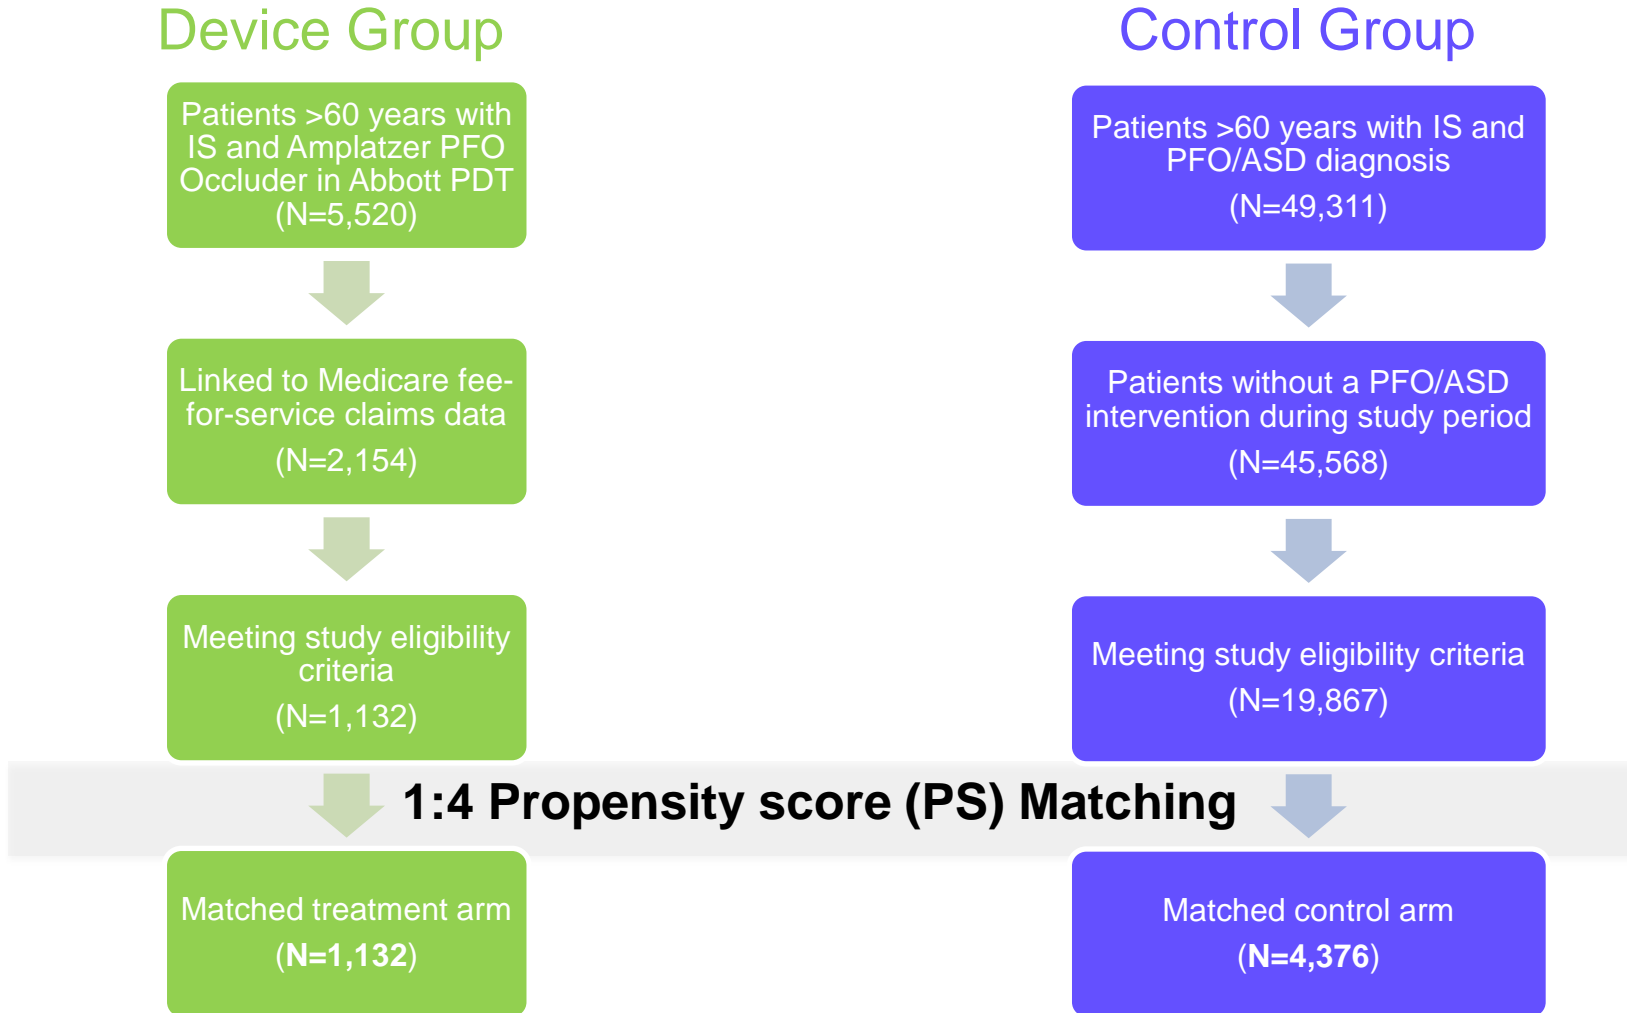 Device Group
Patients >60 years with
IS and Amplatzer PFO
Occluder in Abbott PDT
(N=5,520)
Linked to Medicare fee-
for-service claims data
(N=2,154)
Meeting study eligibility
criteria
(N=1,132)
Control Group
Patients >60 years with IS and
PFO/ASD diagnosis
(N=49,311)
Patients without a PFO/ASD
intervention during study period
(N=45,568)
Meeting study eligibility criteria
(N=19,867)
1:4 Propensity score (PS) Matching
Matched treatment arm
(N=1,132)
Matched control arm
(N=4,376)